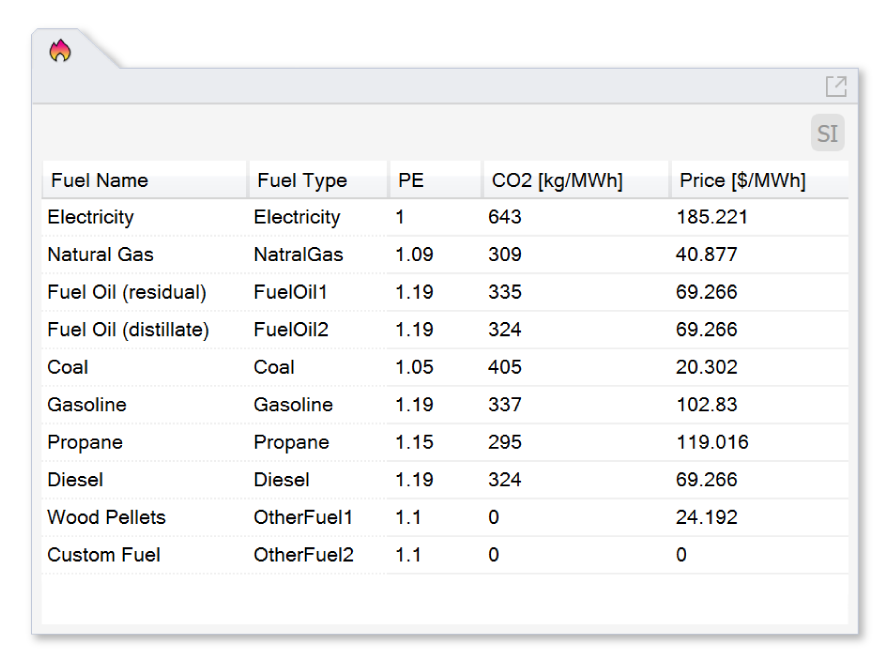 SI
Fuel Name Fuel Type PE CO2 [kg/MWh] Price [$/MWh]
Electricity Electricity 1 643 185.221
Natural Gas NatralGas 1.09 309 40.877
Fuel Oil (residual) FuelOil1 1.19 335 69.266
Fuel Oil (distillate) FuelOil2 1.19 324 69.266
Coal Coal 1.05 405 20.302
Gasoline Gasoline 1.19 337 102.83
Propane Propane 1.15 295 119.016
Diesel Diesel 1.19 324 69.266
Wood Pellets OtherFuel1 1.1 0 24.192
Custom Fuel OtherFuel2 1.1 0 0